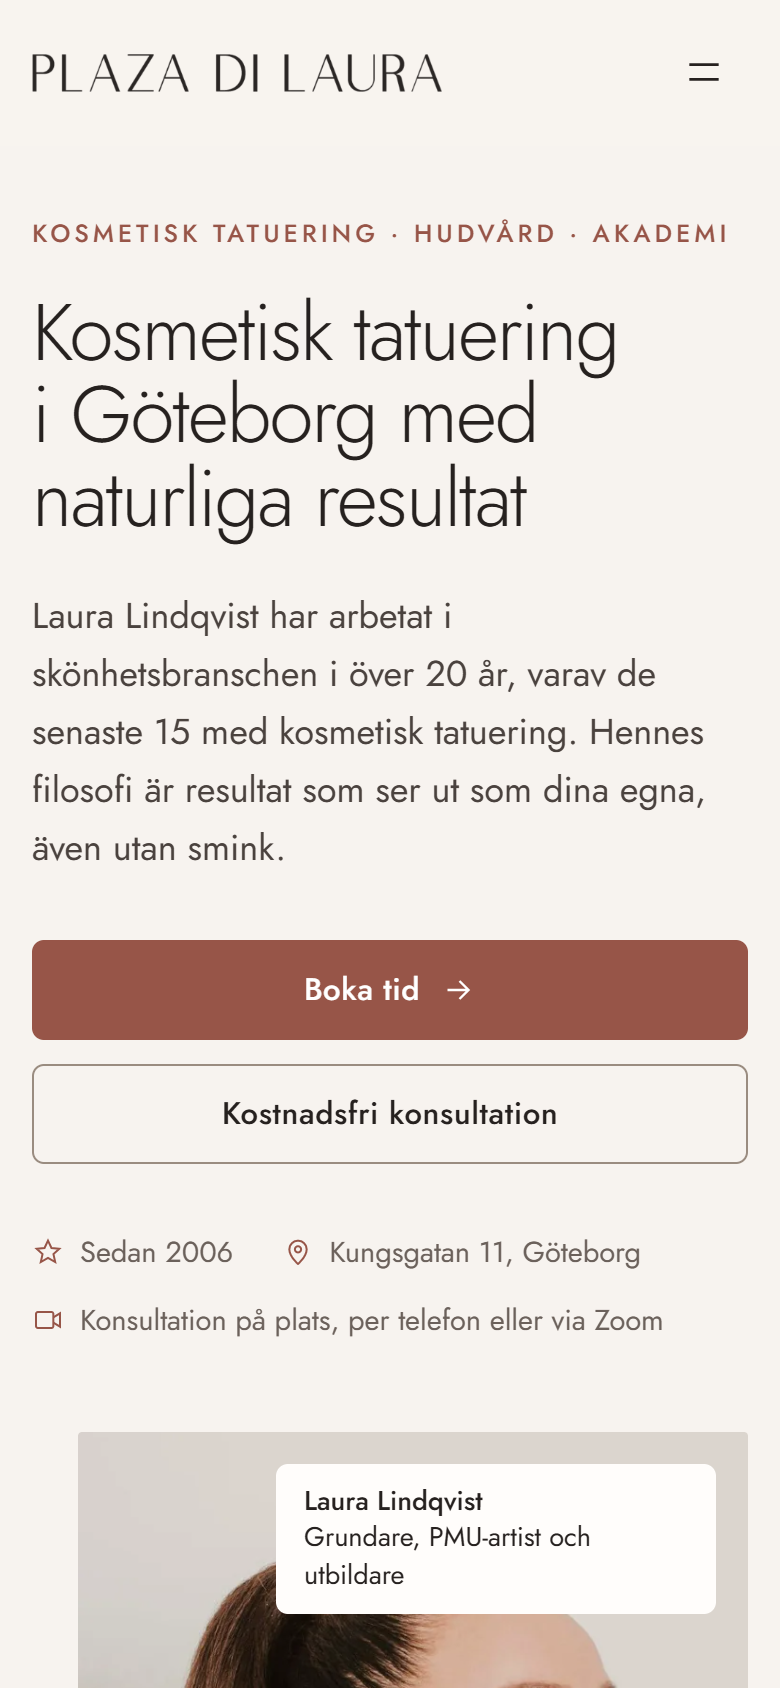 PLAZA DI LAURA
KOSMETISK TATUERING · HUDVÅRD · AKADEMI
Kosmetisk tatuering
i Göteborg med
naturliga resultat
Laura Lindqvist har arbetat i
skönhetsbranschen i över 20 år, varav de
senaste 15 med kosmetisk tatuering. Hennes
filosofi är resultat som ser ut som dina egna,
även utan smink.
Boka tid →
Kostnadsfri konsultation
Sedan 2006
Kungsgatan 11, Göteborg
Konsultation på plats, per telefon eller via Zoom
Laura Lindqvist
Grundare, PMU-artist och
utbildare